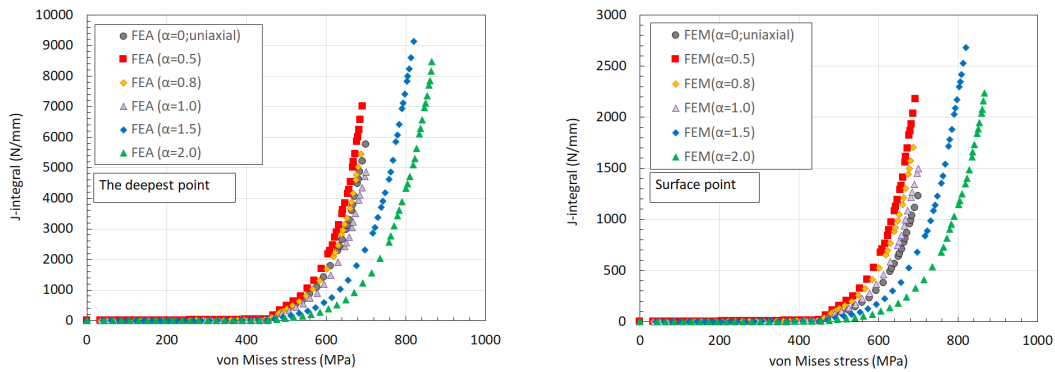 10000
9000
8000
7000
6000
5000
4000
3000
2000
1000
0
J-integral (N/mm)
FEA (α=0;uniaxial)
FEA (α=0.5)
FEA (α=0.8)
FEA (α=1.0)
FEA (α=1.5)
FEA (α=2.0)
The deepest point
0 200 400 600 800 1000
von Mises stress (MPa)
3000
2500
2000
1500
1000
500
0
J-integral (N/mm)
FEM(α=0;uniaxial)
FEM(α=0.5)
FEM(α=0.8)
FEM(α=1.0)
FEM(α=1.5)
FEM(α=2.0)
Surface point
0 200 400 600 800 1000
von Mises stress (MPa)